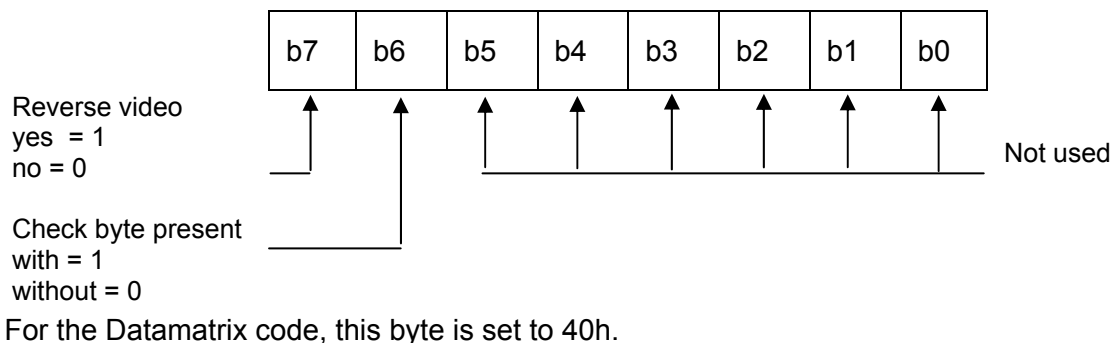 b7 b6 b5 b4 b3 b2 b1 b0
Reverse video
yes = 1
no = 0
Not used
Check byte present
with = 1
without = 0
For the Datamatrix code, this byte is set to 40h.